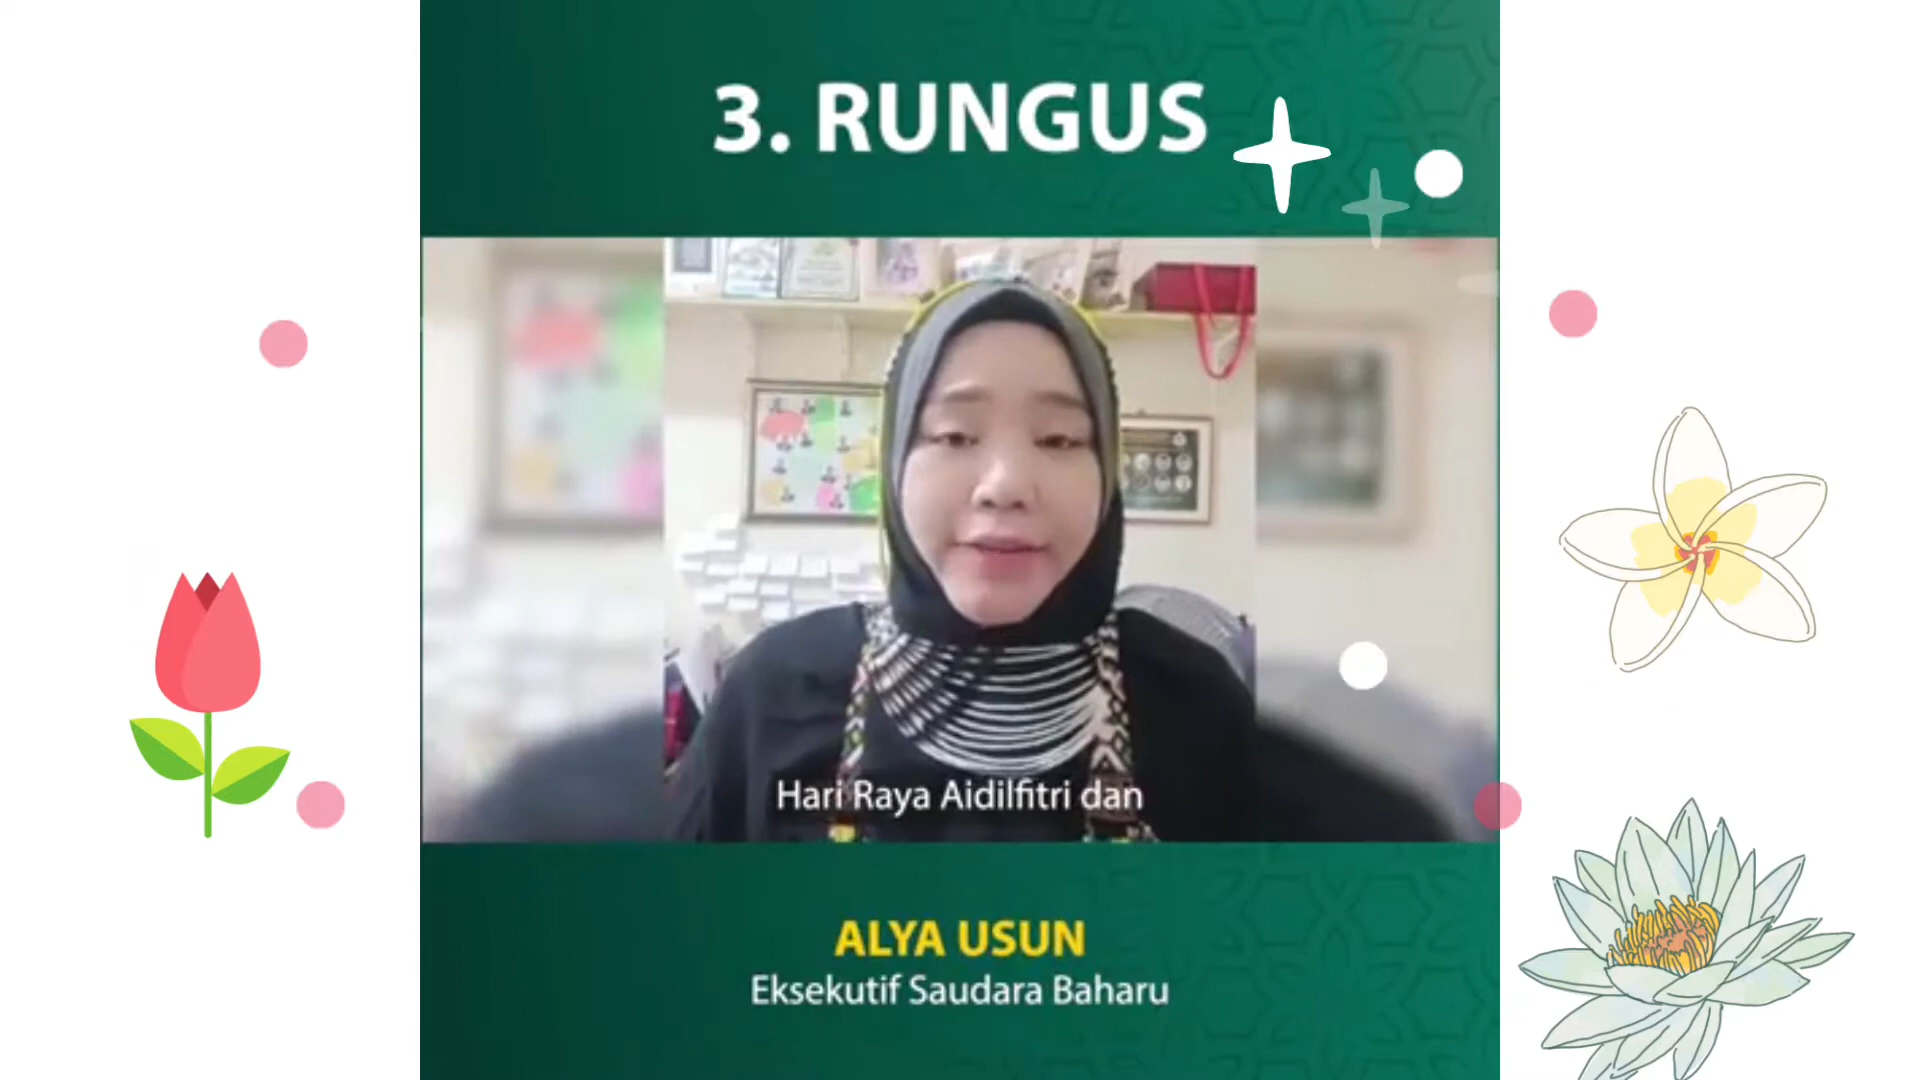 3. RUNGUS
Hari Raya Aidilfitri dan
ALYA USUN
Eksekutif Saudara Baharu